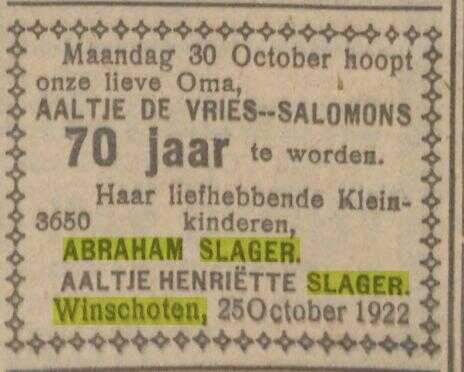 Maandag 30 October hoopt
onze lieve Oma,
AALTJE DE VRIES--SALOMONS
70 jaar te worden.
Haar liefhebbende Klein-
3650 kinderen,
ABRAHAM SLAGER.
AALTJE HENRIËTTE SLAGER.
Winschoten, 25 October 1922